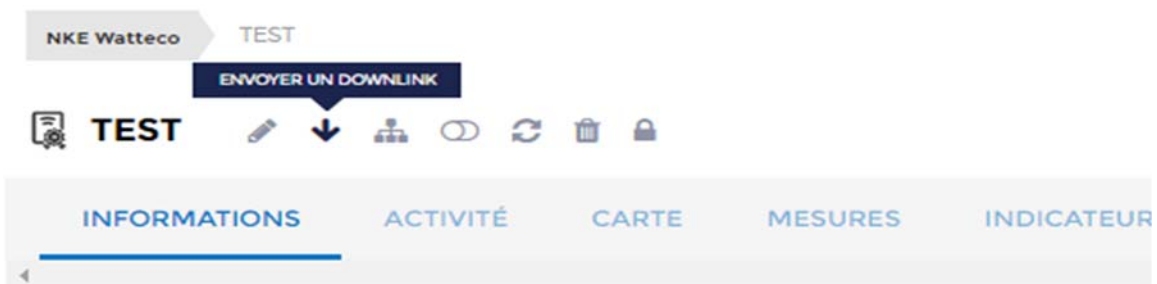 NKE Watteco TEST
ENVOYER UN DOWNLINK
TEST
INFORMATIONS ACTIVITÉ CARTE MESURES INDICATEUR